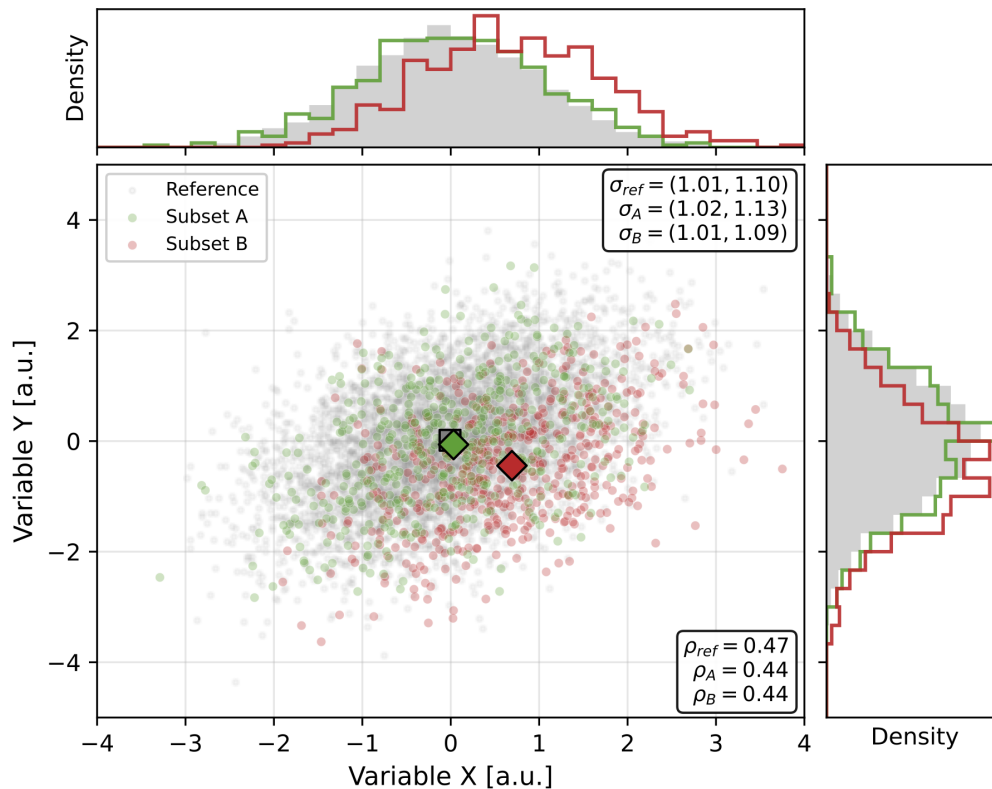 Density
Reference
Subset A
Subset B
σref = (1.01, 1.10)
σA = (1.02, 1.13)
σB = (1.01, 1.09)
4
2
0
−2
−4
Variable Y [a.u.]
ρref = 0.47
ρA = 0.44
ρB = 0.44
−4 −3 −2 −1 0 1 2 3 4
Variable X [a.u.]
Density